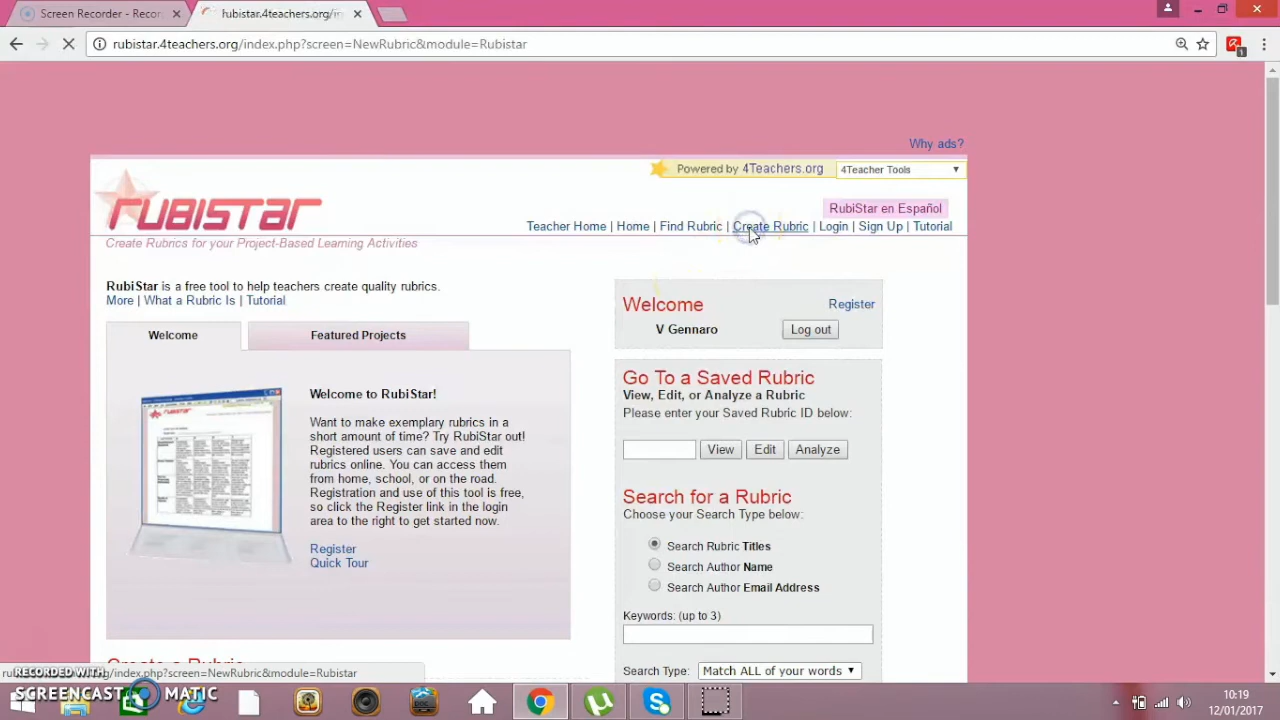 Screen Recorder - Recor
rubistar.4teachers.org/in
rubistar.4teachers.org/index.php?screen=NewRubric&module=Rubistar
1
Why ads?
Powered by 4Teachers.org
4Teacher Tools
RUBISTAR
RubiStar en Español
Teacher Home | Home | Find Rubric | Create Rubric | Login | Sign Up | Tutorial
Create Rubrics for your Project-Based Learning Activities
RubiStar is a free tool to help teachers create quality rubrics.
More | What a Rubric Is | Tutorial
Welcome
Featured Projects
Welcome to RubiStar!
Want to make exemplary rubrics in a
short amount of time? Try RubiStar out!
Registered users can save and edit
rubrics online. You can access them
from home, school, or on the road.
Registration and use of this tool is free,
so click the Register link in the login
area to the right to get started now.
Register
Quick Tour
Create a Rubric
Welcome
Register
V Gennaro
Log out
Go To a Saved Rubric
View, Edit, or Analyze a Rubric
Please enter your Saved Rubric ID below:
View
Edit
Analyze
Search for a Rubric
Choose your Search Type below:
Search Rubric Titles
Search Author Name
Search Author Email Address
Keywords: (up to 3)
Search Type:
Match ALL of your words
RECORDED WITH
SCREENCAST MATIC
org/index.php?screen=NewRubric&module=Rubistar
10:19
12/01/2017